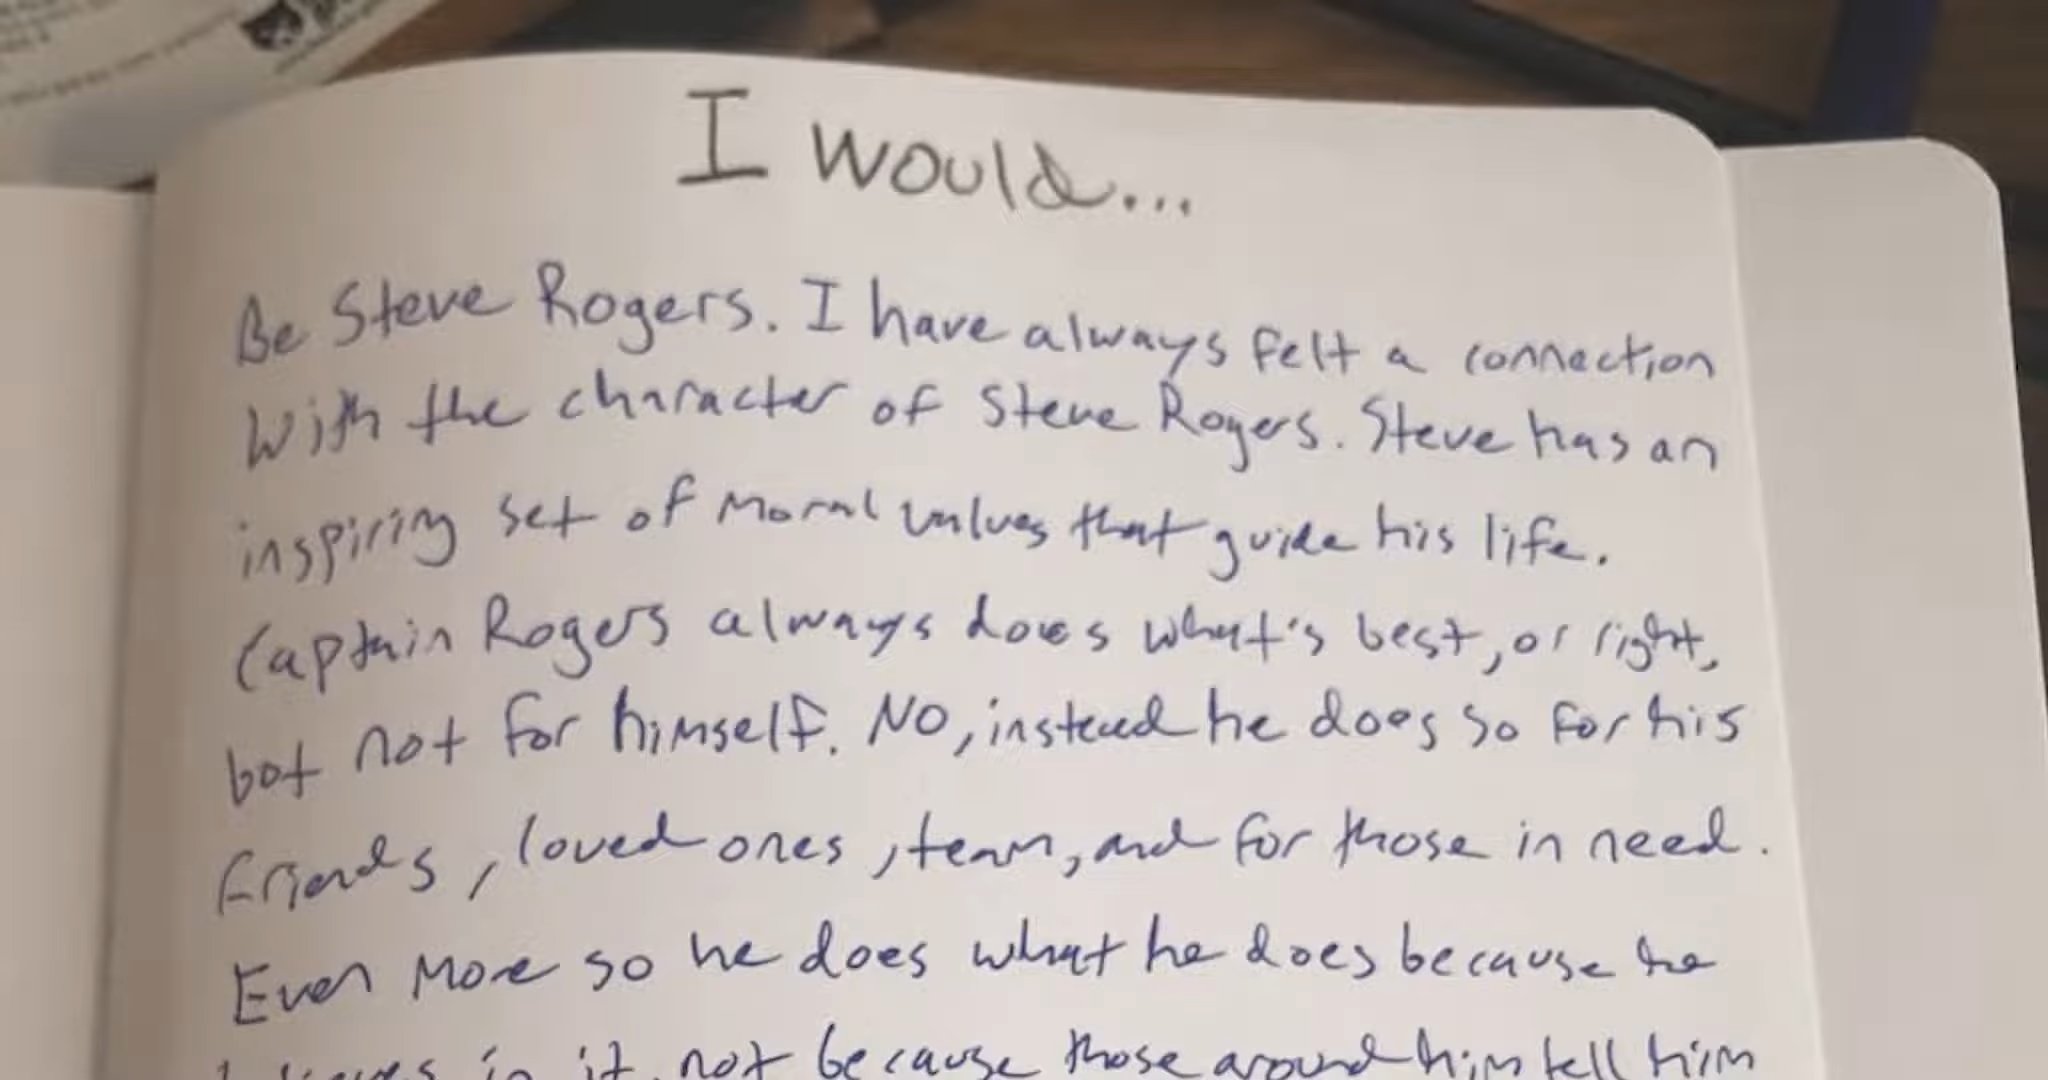 I would...
Be Steve Rogers. I have always felt a connection
With the character of Steve Rogers. Steve has an
inspiring set of moral values that guide his life.
Captain Rogers always does what's best, or right,
but not for himself. No, instead he does so for his
friends, loved ones, team, and for those in need.
Even more so he does what he does because he
believes in it, not because those around him tell him